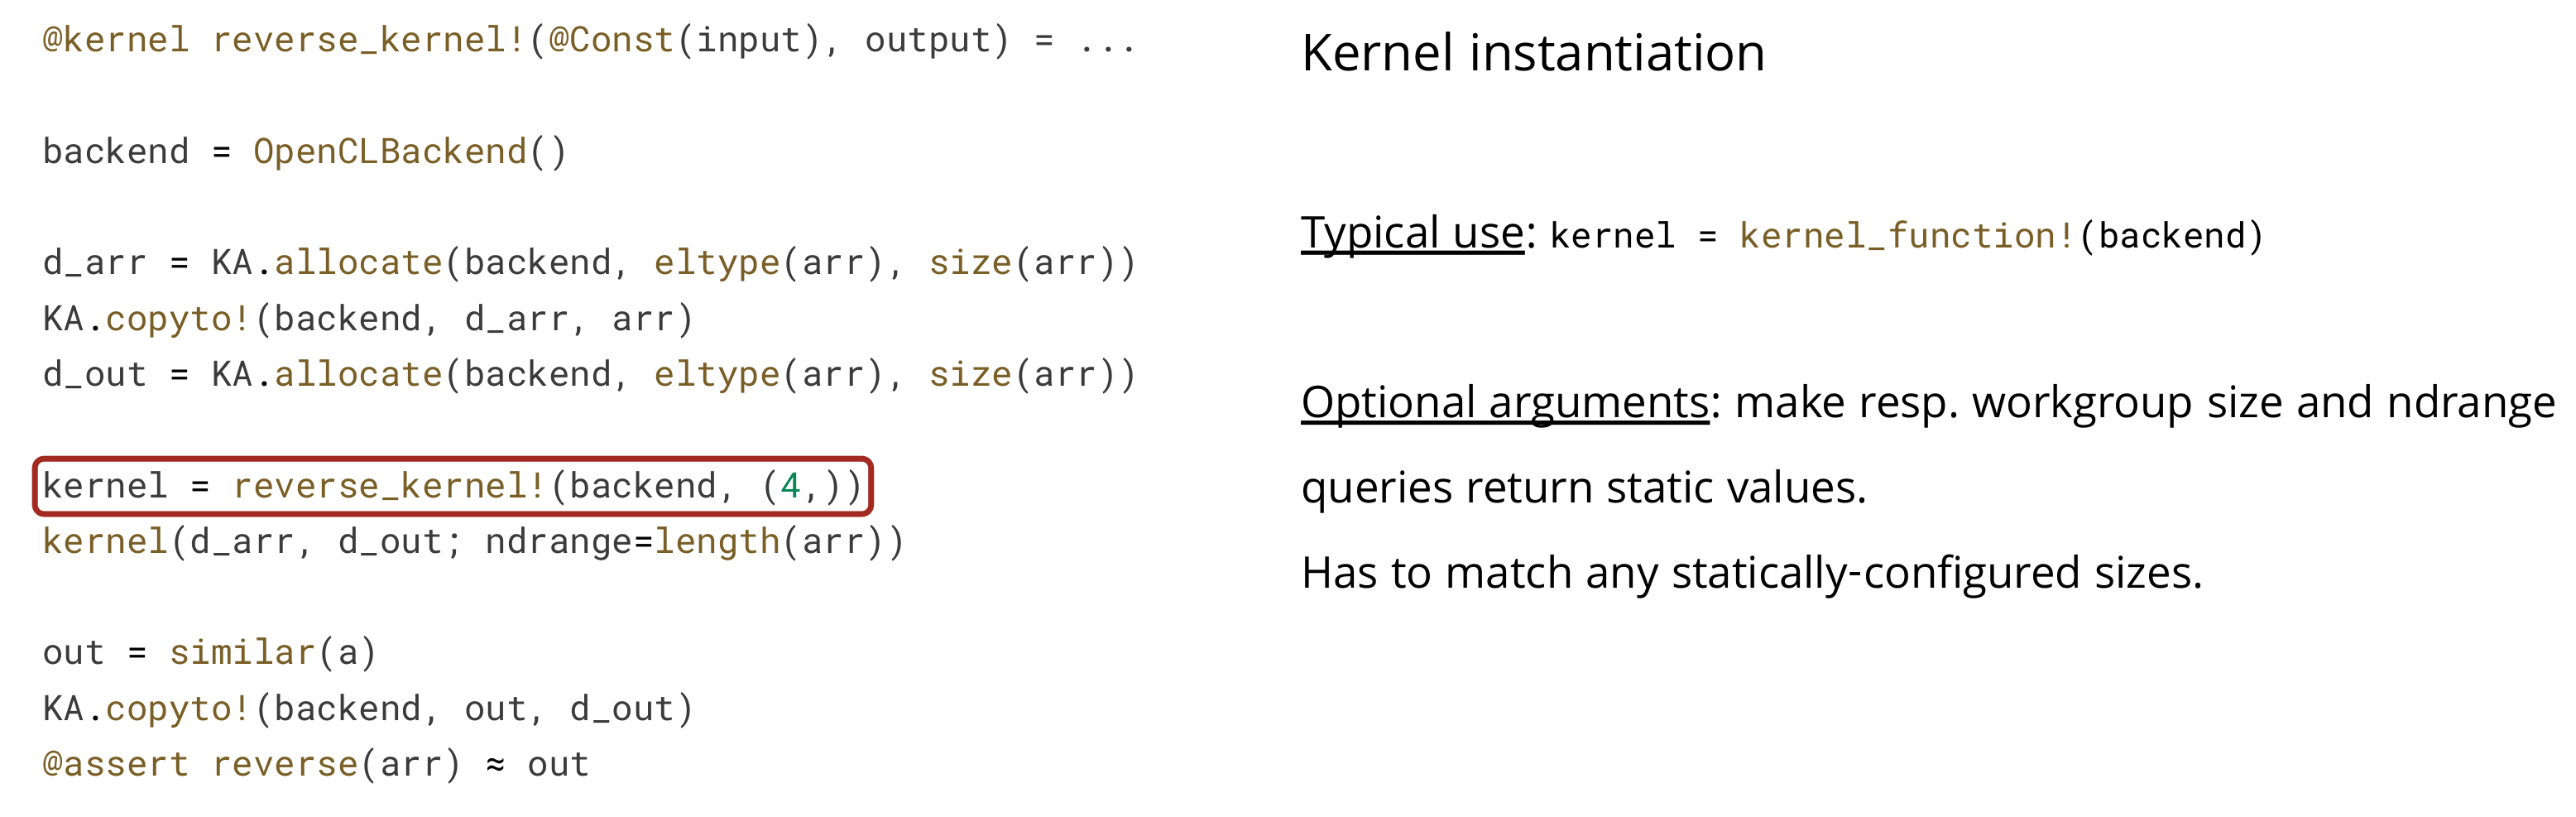 @kernel reverse_kernel!(@Const(input), output) = ...
backend = OpenCLBackend()
d_arr = KA.allocate(backend, eltype(arr), size(arr))
KA.copyto!(backend, d_arr, arr)
d_out = KA.allocate(backend, eltype(arr), size(arr))
kernel = reverse_kernel!(backend, (4,))
kernel(d_arr, d_out; ndrange=length(arr))
out = similar(a)
KA.copyto!(backend, out, d_out)
@assert reverse(arr) ≈ out
Kernel instantiation
Typical use: kernel = kernel_function!(backend)
Optional arguments: make resp. workgroup size and ndrange
queries return static values.
Has to match any statically-configured sizes.